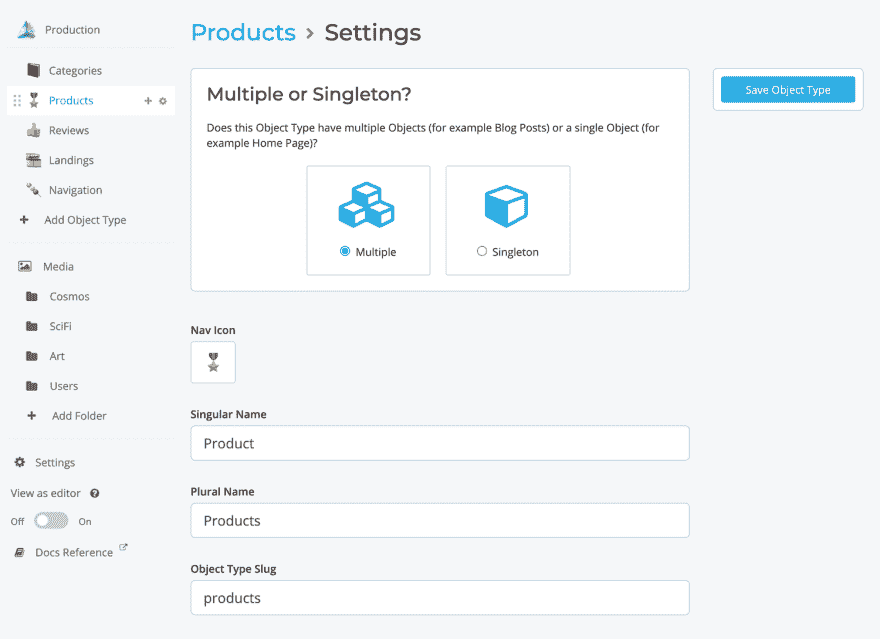 Production
Categories
Products
Reviews
Landings
Navigation
Add Object Type
Media
Cosmos
SciFi
Art
Users
Add Folder
Settings
View as editor
Off On
Docs Reference
Products › Settings
Multiple or Singleton?
Does this Object Type have multiple Objects (for example Blog Posts) or a single Object (for
example Home Page)?
Multiple
Singleton
Nav Icon
Singular Name
Product
Plural Name
Products
Object Type Slug
products
Save Object Type